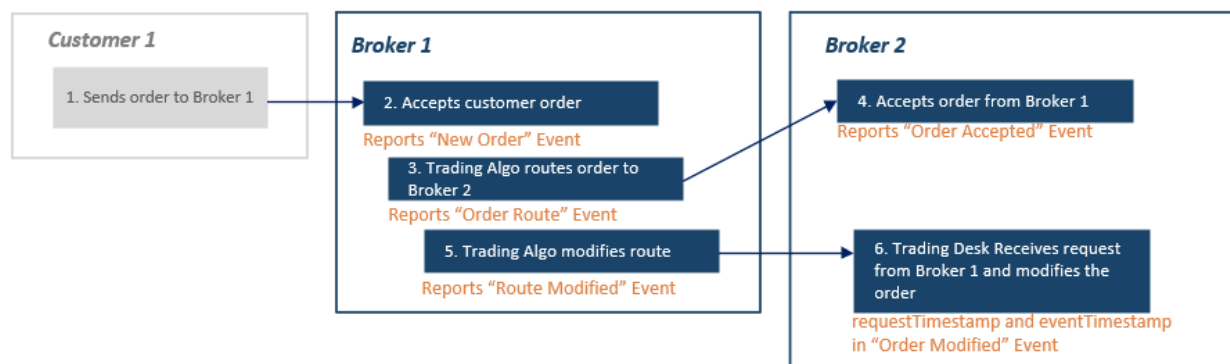 Customer 1
1. Sends order to Broker 1
Broker 1
2. Accepts customer order
Reports “New Order” Event
3. Trading Algo routes order to
Broker 2
Reports “Order Route” Event
5. Trading Algo modifies route
Reports “Route Modified” Event
Broker 2
4. Accepts order from Broker 1
Reports “Order Accepted” Event
6. Trading Desk Receives request
from Broker 1 and modifies the
order
requestTimestamp and eventTimestamp
in “Order Modified” Event